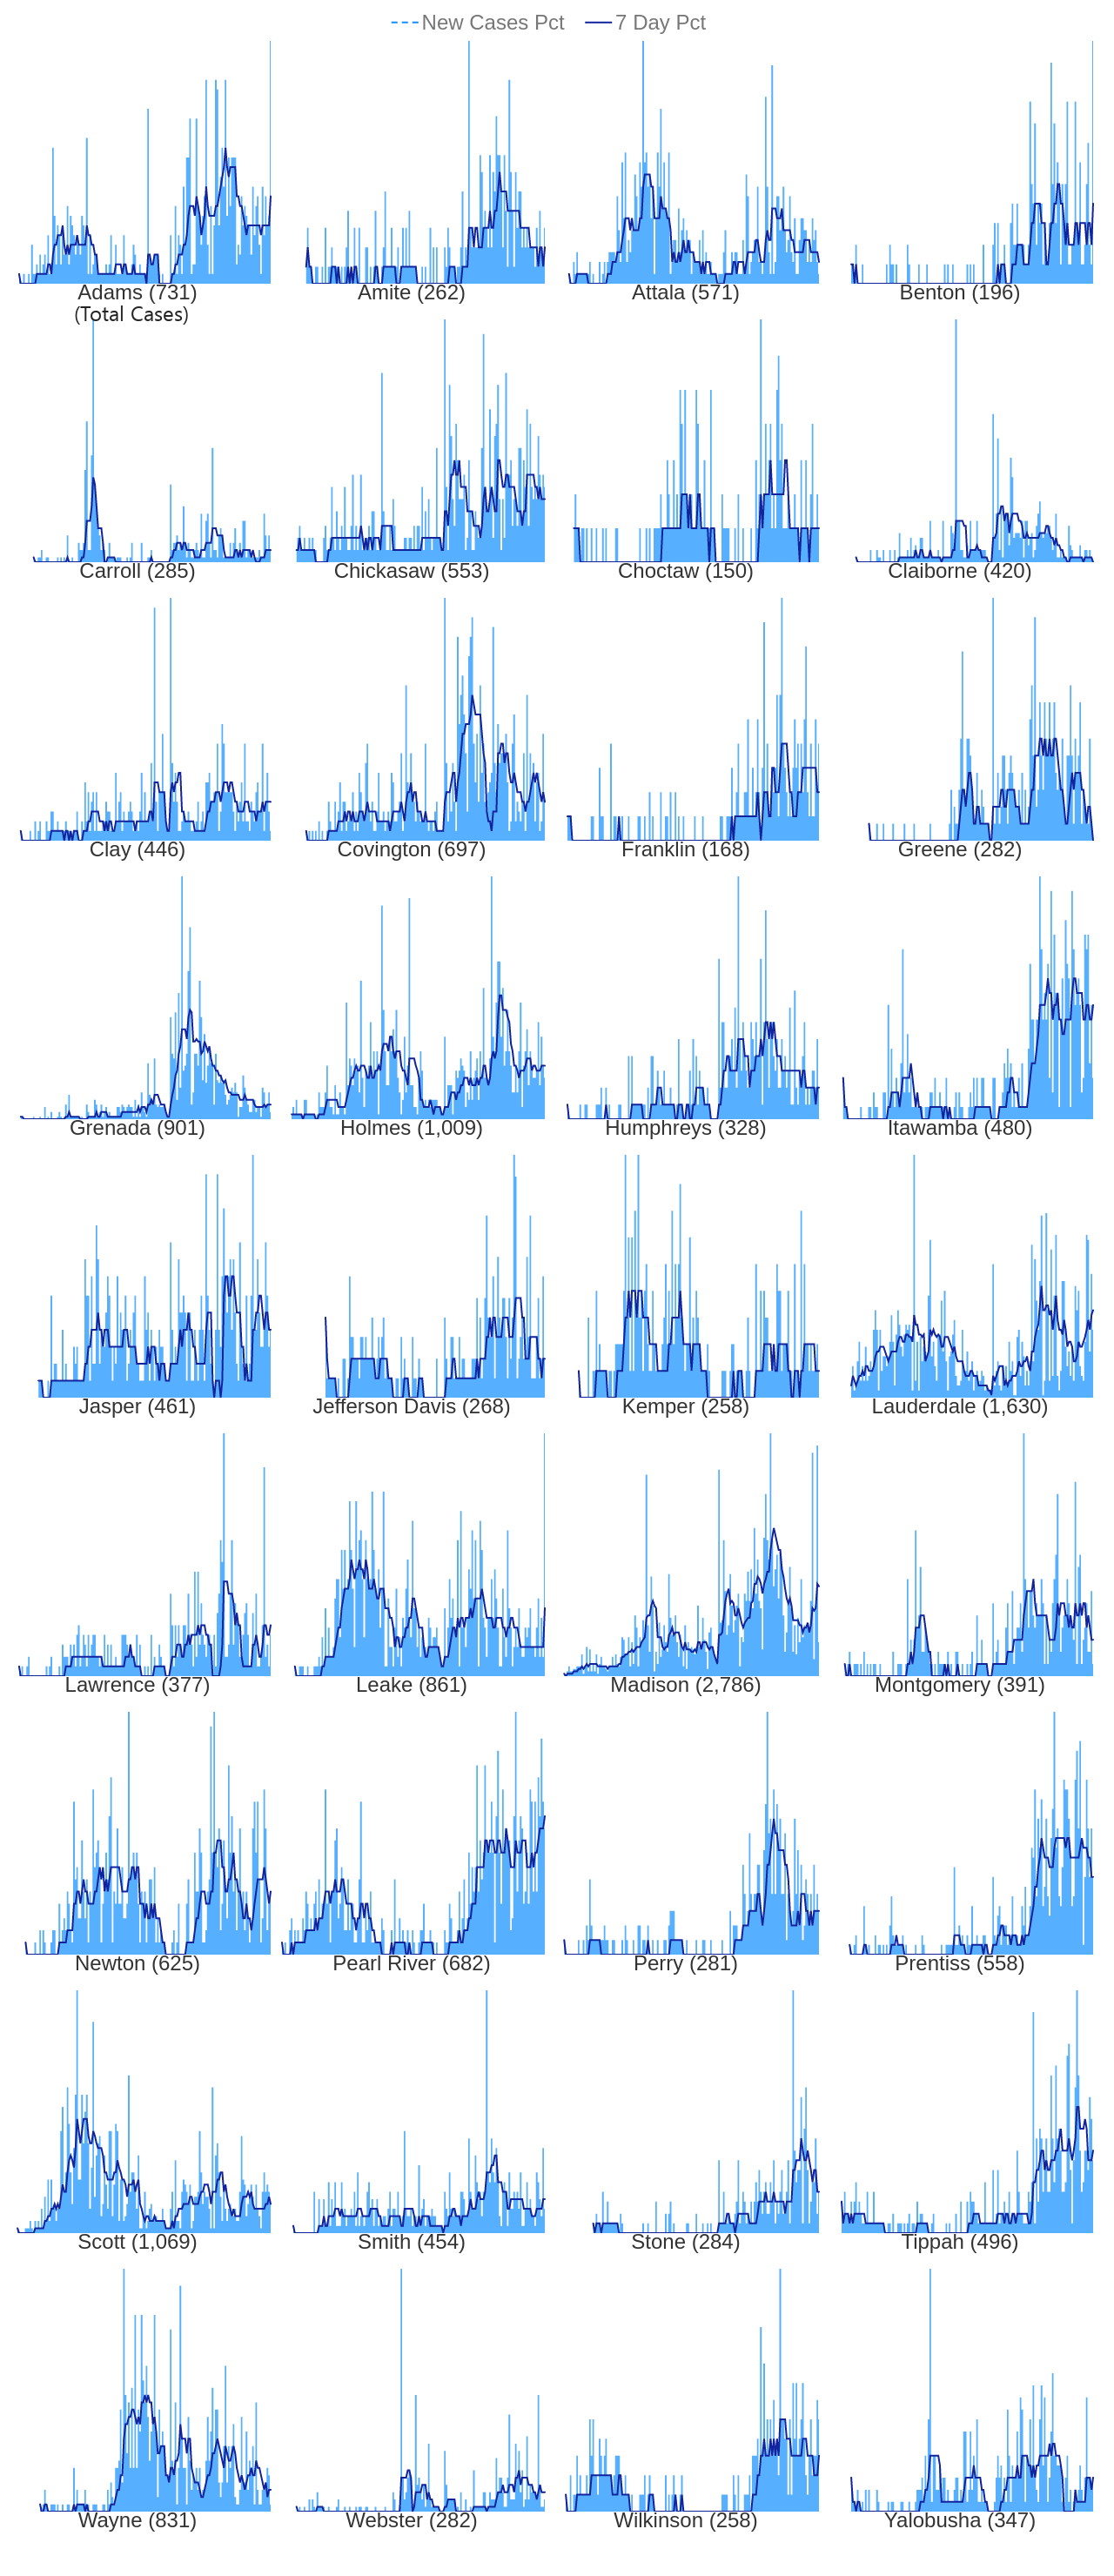 New Cases Pct 7 Day Pct
Adams (731) Amite (262) Attala (571) Benton (196)
(Total Cases)
Carroll (285) Chickasaw (553) Choctaw (150) Claiborne (420)
Clay (446) Covington (697) Franklin (168) Greene (282)
Grenada (901) Holmes (1,009) Humphreys (328) Itawamba (480)
Jasper (461) Jefferson Davis (268) Kemper (258) Lauderdale (1,630)
Lawrence (377) Leake (861) Madison (2,786) Montgomery (391)
Newton (625) Pearl River (682) Perry (281) Prentiss (558)
Scott (1,069) Smith (454) Stone (284) Tippah (496)
Wayne (831) Webster (282) Wilkinson (258) Yalobusha (347)